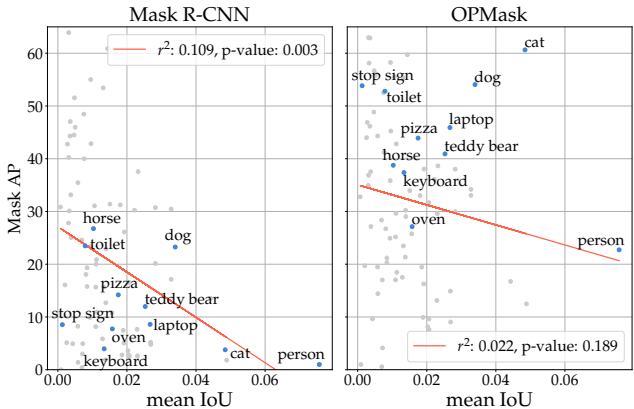 Mask R-CNN
r²: 0.109, p-value: 0.003
60
50
40
30
20
10
0
Mask AP
horse
toilet
dog
pizza
teddy bear
stop sign
laptop
oven
keyboard
cat
person
0.00
0.02
0.04
0.06
mean IoU
OPMask
cat
stop sign
dog
toilet
laptop
pizza
teddy bear
horse
keyboard
oven
person
r²: 0.022, p-value: 0.189
0.00
0.02
0.04
0.06
mean IoU